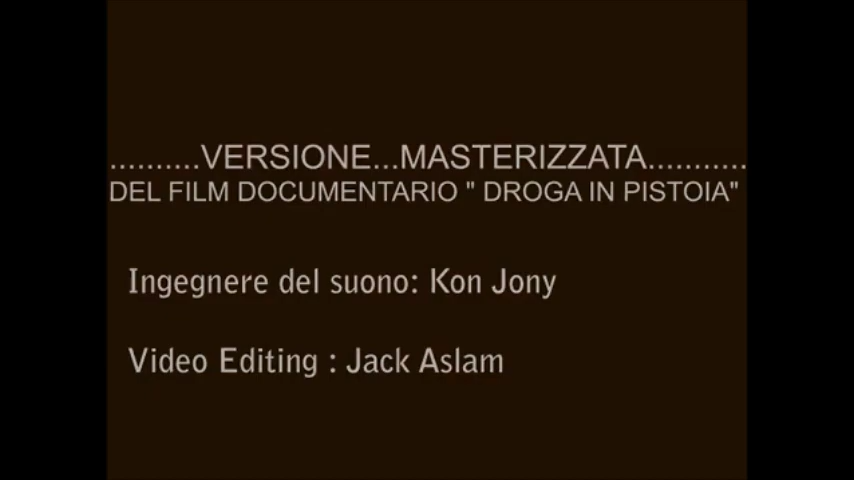 ..........VERSIONE...MASTERIZZATA...........
DEL FILM DOCUMENTARIO " DROGA IN PISTOIA"
Ingegnere del suono: Kon Jony
Video Editing : Jack Aslam